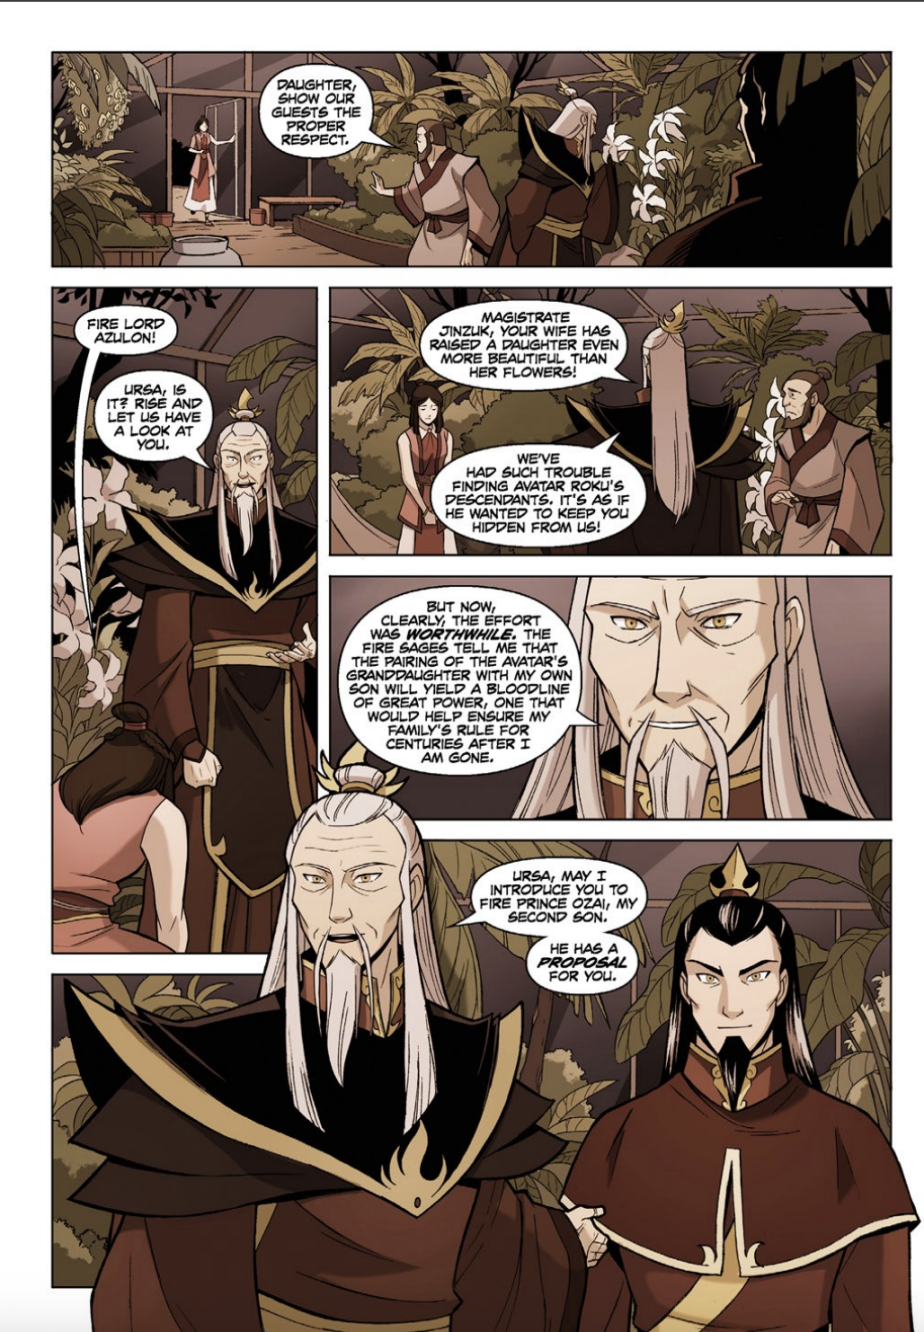 DAUGHTER,
SHOW OUR
GUESTS THE
PROPER
RESPECT.
FIRE LORD
AZULON!
URSA, IS
IT? RISE AND
LET US HAVE
A LOOK AT
YOU.
MAGISTRATE
JINZUK, YOUR WIFE HAS
RAISED A DAUGHTER EVEN
MORE BEAUTIFUL THAN
HER FLOWERS!
WE'VE
HAD SUCH TROUBLE
FINDING AVATAR ROKU'S
DESCENDANTS. IT'S AS IF
HE WANTED TO KEEP YOU
HIDDEN FROM US!
BUT NOW,
CLEARLY, THE EFFORT
WAS WORTHWHILE. THE
FIRE SAGES TELL ME THAT
THE PAIRING OF THE AVATAR'S
GRANDDAUGHTER WITH MY OWN
SON WILL YIELD A BLOODLINE
OF GREAT POWER, ONE THAT
WOULD HELP ENSURE MY
FAMILY'S RULE FOR
CENTURIES AFTER I
AM GONE.
URSA, MAY I
INTRODUCE YOU TO
FIRE PRINCE OZAI, MY
SECOND SON.
HE HAS A
PROPOSAL
FOR YOU.